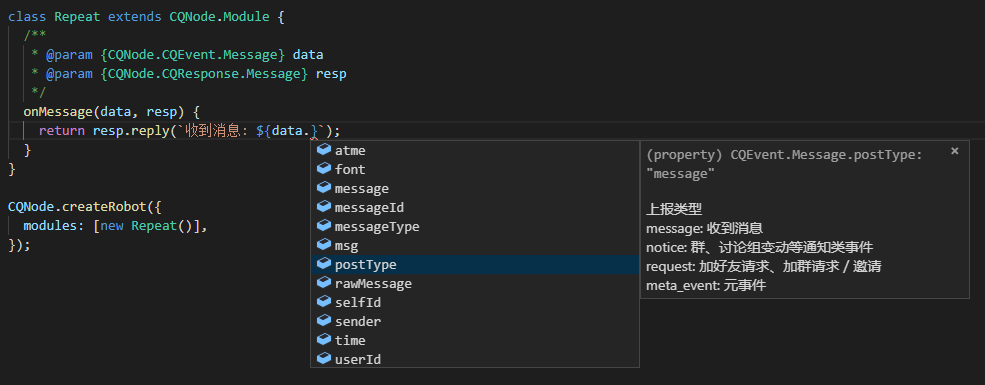 class Repeat extends CQNode.Module {
/**
* @param {CQNode.CQEvent.Message} data
* @param {CQNode.CQResponse.Message} resp
*/
onMessage(data, resp) {
return resp.reply(`收到消息: ${data.}`);
}
}
CQNode.createRobot({
modules: [new Repeat()],
});
atme
font
message
messageId
messageType
msg
postType
rawMessage
selfId
sender
time
userId
(property) CQEvent.Message.postType: ×
"message"
上报类型
message: 收到消息
notice: 群、讨论组变动等通知类事件
request: 加好友请求、加群请求／邀请
meta_event: 元事件